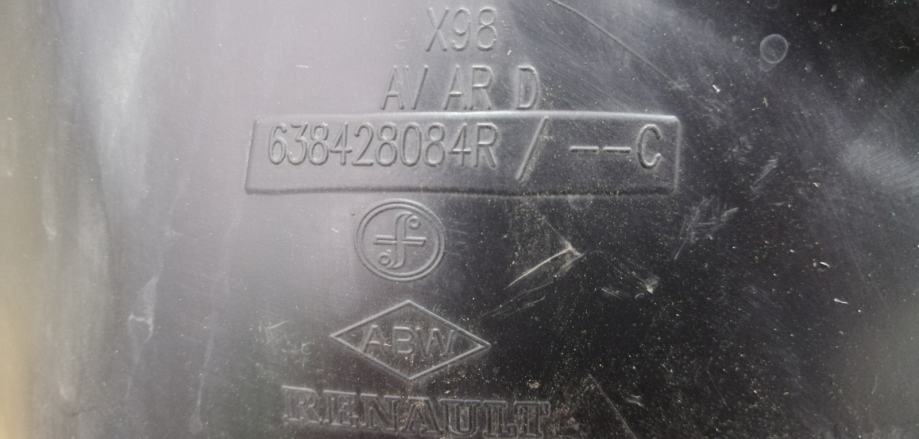 X98
AV AR D
638428084R / --C
ABW
RENAULT